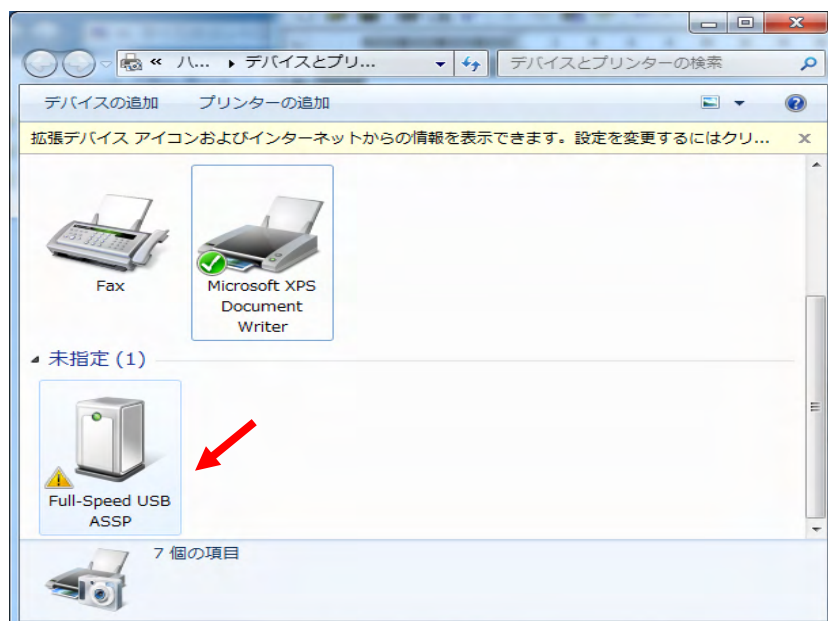 « ハ... ▸ デバイスとプリ...
デバイスとプリンターの検索
デバイスの追加 プリンターの追加
拡張デバイス アイコンおよびインターネットからの情報を表示できます。設定を変更するにはクリ...
Fax
Microsoft XPS
Document
Writer
未指定 (1)
Full-Speed USB
ASSP
7 個の項目